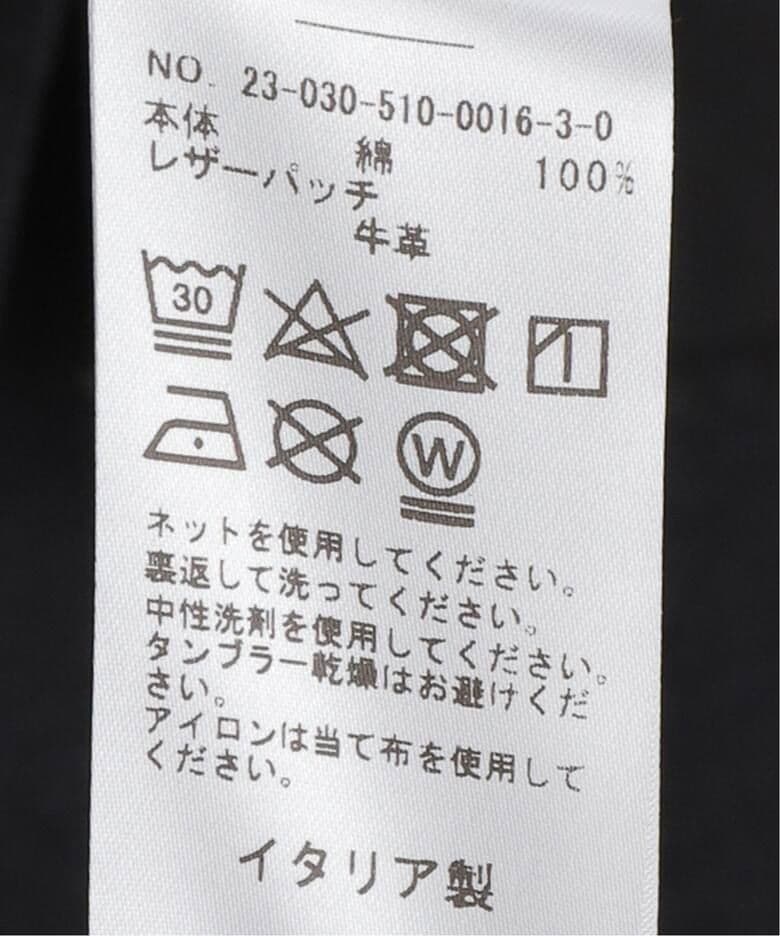 NO. 23-030-510-0016-3-0
本体
綿 100%
レザーパッチ
牛革
30
W
ネットを使用してください。
裏返して洗ってください。
中性洗剤を使用してください。
タンブラー乾燥はお避けくだ
さい。
アイロンは当て布を使用して
ください。
イタリア製